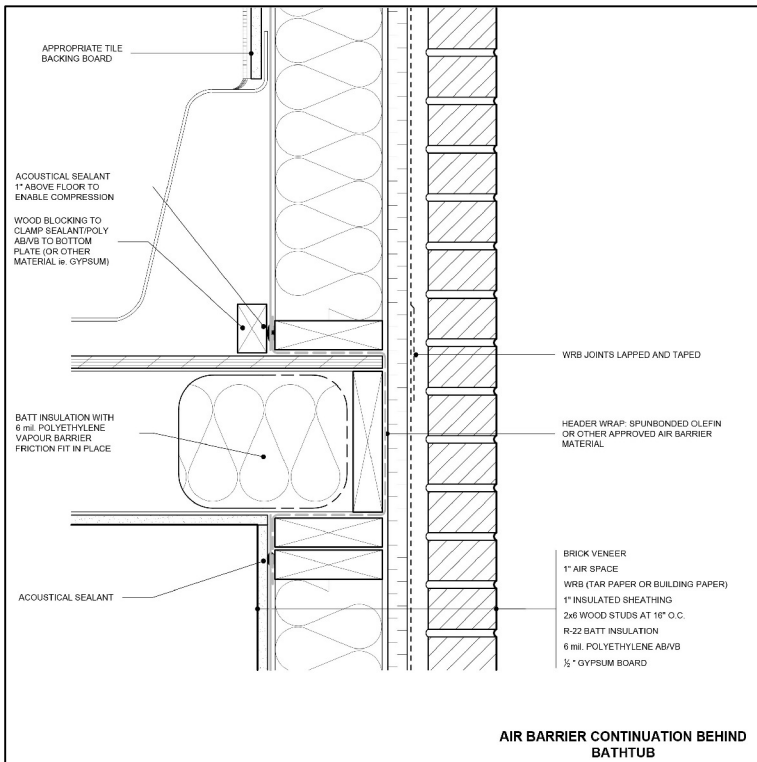 APPROPRIATE TILE
BACKING BOARD
ACOUSTICAL SEALANT
1" ABOVE FLOOR TO
ENABLE COMPRESSION
WOOD BLOCKING TO
CLAMP SEALANT/POLY
AB/VB TO BOTTOM
PLATE (OR OTHER
MATERIAL ie. GYPSUM)
WRB JOINTS LAPPED AND TAPED
BATT INSULATION WITH
6 mil. POLYETHYLENE
VAPOUR BARRIER
FRICTION FIT IN PLACE
HEADER WRAP: SPUNBONDED OLEFIN
OR OTHER APPROVED AIR BARRIER
MATERIAL
ACOUSTICAL SEALANT
BRICK VENEER
1" AIR SPACE
WRB (TAR PAPER OR BUILDING PAPER)
1" INSULATED SHEATHING
2x6 WOOD STUDS AT 16" O.C.
R-22 BATT INSULATION
6 mil. POLYETHYLENE AB/VB
½ " GYPSUM BOARD
AIR BARRIER CONTINUATION BEHIND
BATHTUB